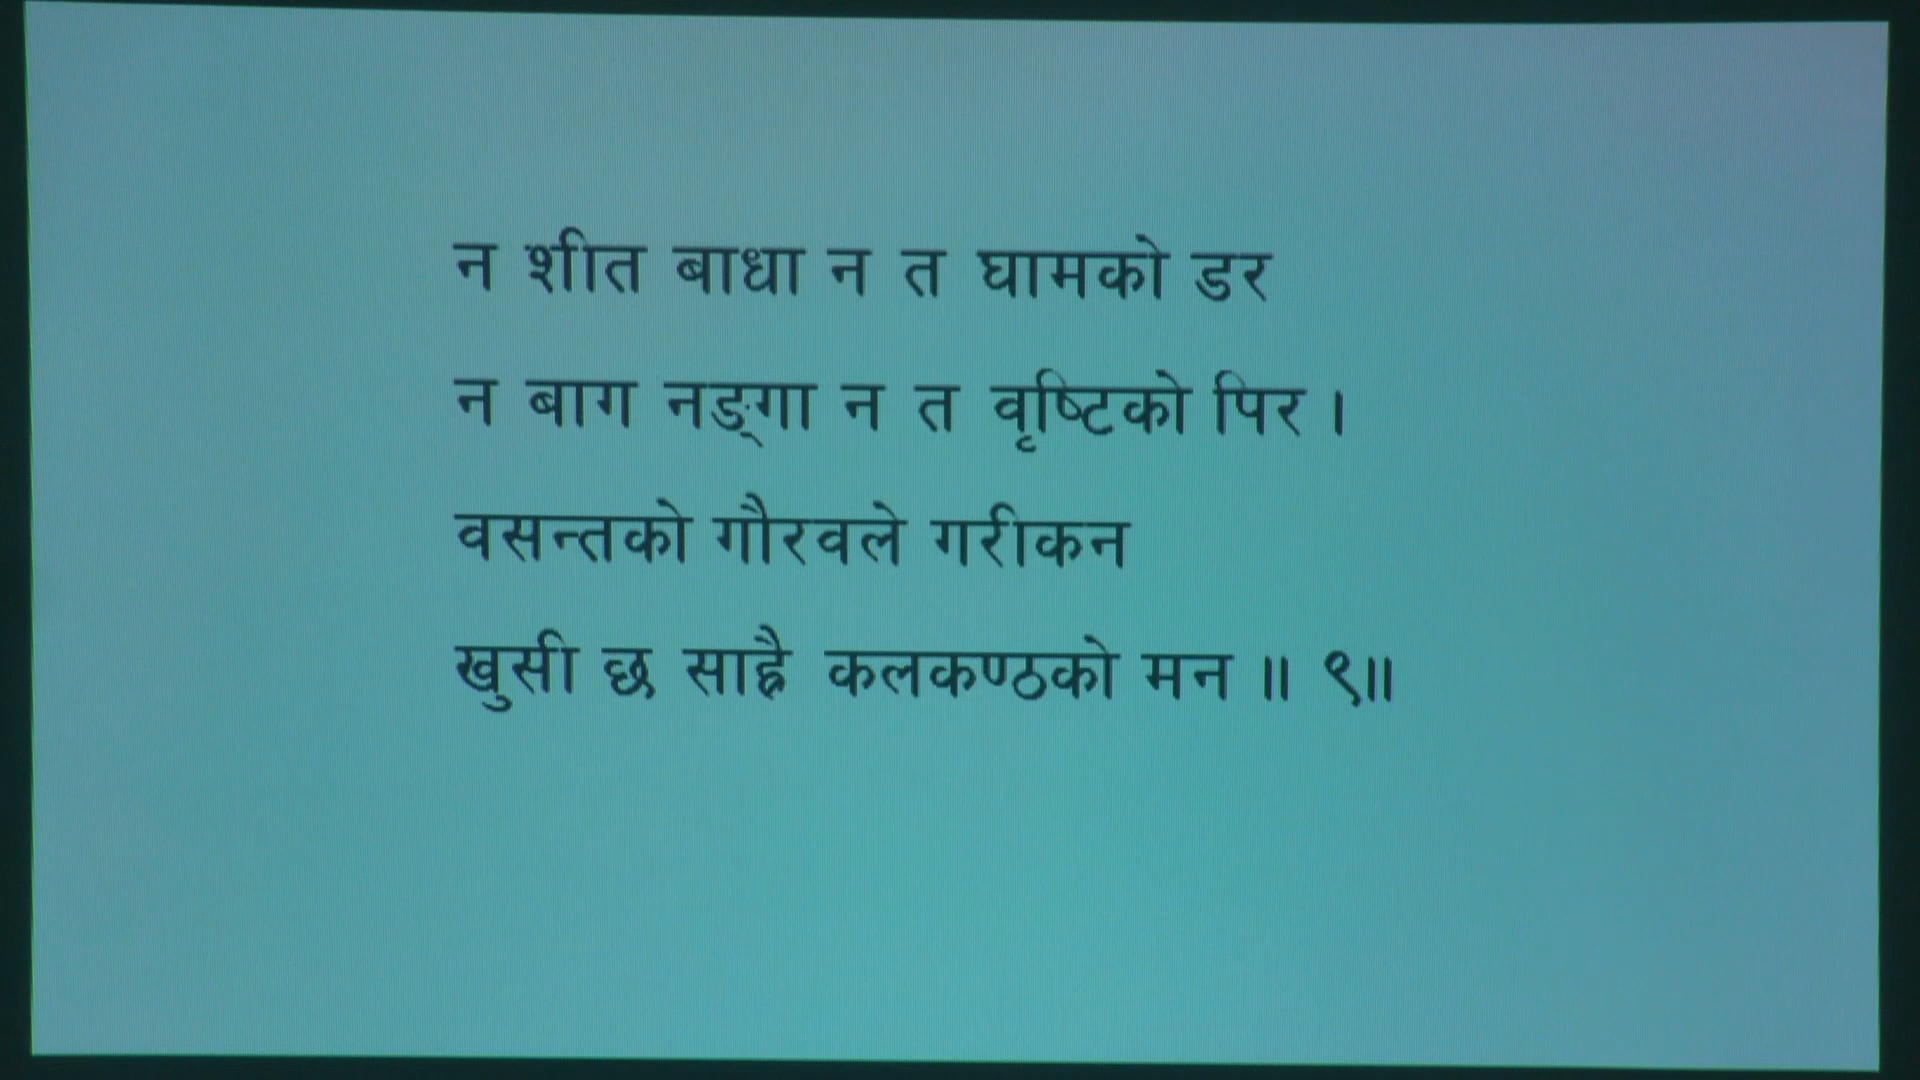 न शीत बाधा न त घामको डर
न बाग नङ्‌गा न त वृष्टिको पिर ।
वसन्तको गौरवले गरीकन
खुसी छ साह्रै कलकण्ठको मन ॥ ९॥